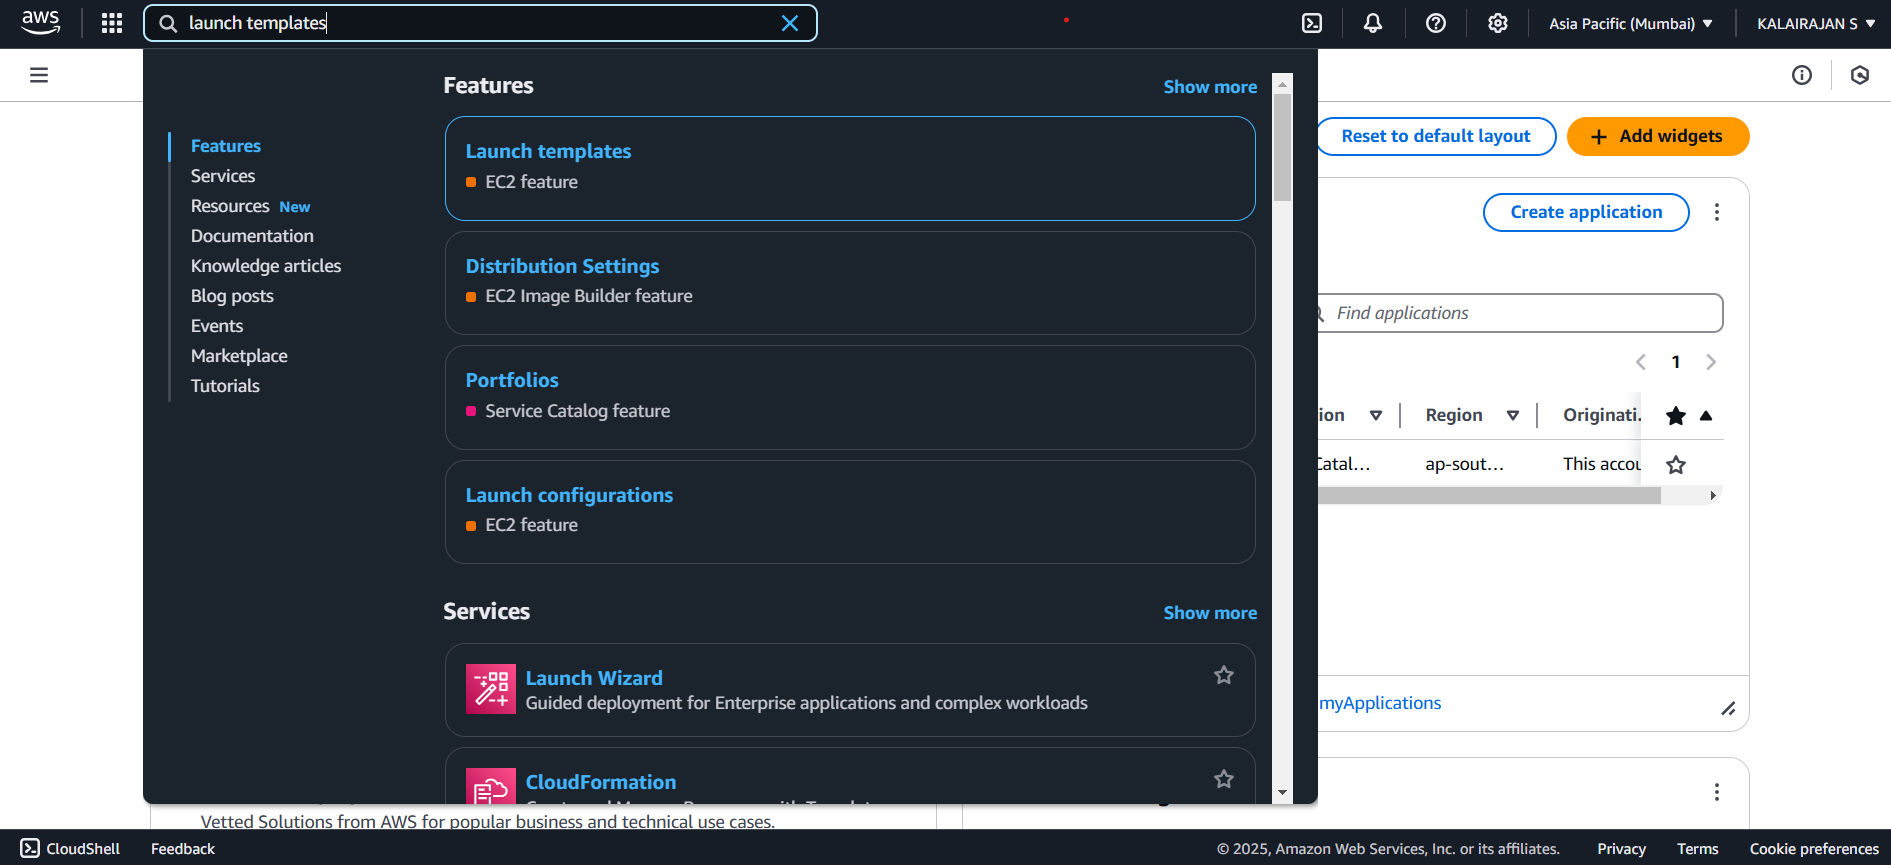 aws
launch templates
Asia Pacific (Mumbai)
KALAIRAJAN S
Features
Show more
Features
Services
Resources New
Documentation
Knowledge articles
Blog posts
Events
Marketplace
Tutorials
Launch templates
EC2 feature
Distribution Settings
EC2 Image Builder feature
Portfolios
Service Catalog feature
Launch configurations
EC2 feature
Services
Show more
Launch Wizard
Guided deployment for Enterprise applications and complex workloads
CloudFormation
Reset to default layout
Add widgets
Create application
Find applications
1
ion
Region
Originati.
Catal...
ap-sout...
This accou
myApplications
Vetted Solutions from AWS for popular business and technical use cases.
CloudShell
Feedback
© 2025, Amazon Web Services, Inc. or its affiliates.
Privacy
Terms
Cookie preferences